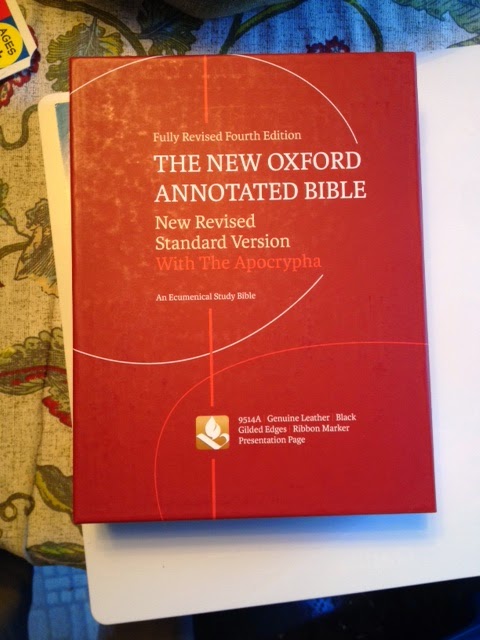 AGES
Fully Revised Fourth Edition
THE NEW OXFORD
ANNOTATED BIBLE
New Revised
Standard Version
With The Apocrypha
An Ecumenical Study Bible
9514A | Genuine Leather | Black
Gilded Edges | Ribbon Marker
Presentation Page